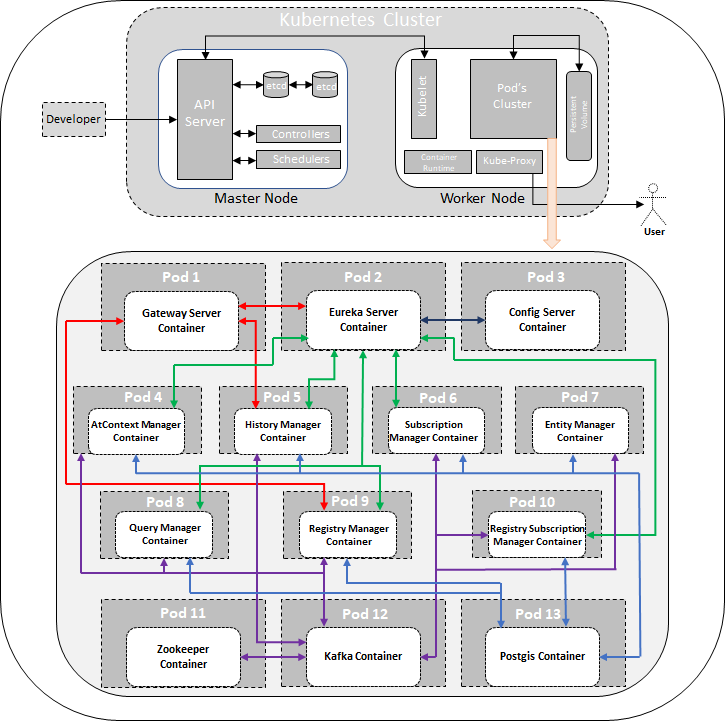 Kubernetes Cluster
API
Server
etcd
etcd
Controllers
Schedulers
Master Node
Developer
Kubelet
Pod's
Cluster
Persistent
Volume
Container
Runtime
Kube-Proxy
Worker Node
User
Pod 1
Gateway Server
Container
Pod 2
Eureka Server
Container
Pod 3
Config Server
Container
Pod 4
AtContext Manager
Container
Pod 5
History Manager
Container
Pod 6
Subscription
Manager Container
Pod 7
Entity Manager
Container
Pod 8
Query Manager
Container
Pod 9
Registry Manager
Container
Pod 10
Registry Subscription
Manager Container
Pod 11
Zookeeper
Container
Pod 12
Kafka Container
Pod 13
Postgis Container